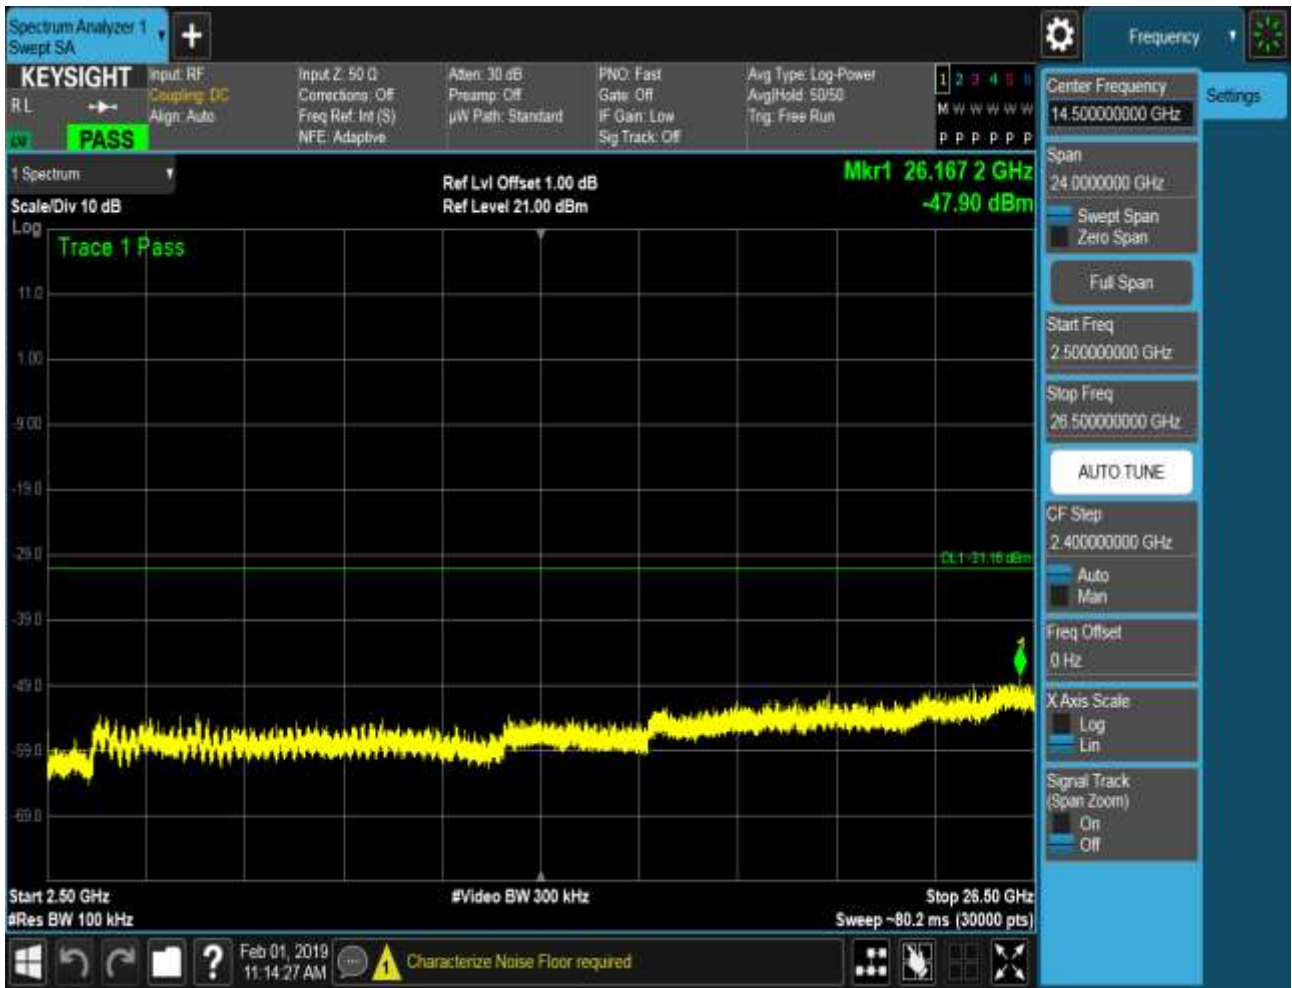 Spectrum Analyzer 1
Swept SA
+
Frequency
KEYSIGHT
RL
PASS
Input: RF
Coupling: DC
Align: Auto
Input Z: 50 Ω
Corrections: Off
Freq Ref: Int (S)
NFE: Adaptive
Atten: 30 dB
Preamp: Off
µW Path: Standard
PNO: Fast
Gate: Off
IF Gain: Low
Sig Track: Off
Avg Type: Log-Power
Avg|Hold: 50/50
Trig: Free Run
1 2 3 4 5 6
M W W W W W
P P P P P P
1 Spectrum
Scale/Div 10 dB
Log
Ref Lvl Offset 1.00 dB
Ref Level 21.00 dBm
Mkr1 26.167 2 GHz
-47.90 dBm
Trace 1 Pass
11.0
1.00
-9.00
-19.0
-29.0
DL1 -31.16 dBm
-39.0
1
-49.0
-59.0
-69.0
Start 2.50 GHz
#Res BW 100 kHz
#Video BW 300 kHz
Stop 26.50 GHz
Sweep ~80.2 ms (30000 pts)
Center Frequency
14.500000000 GHz
Settings
Span
24.0000000 GHz
Swept Span
Zero Span
Full Span
Start Freq
2.500000000 GHz
Stop Freq
26.500000000 GHz
AUTO TUNE
CF Step
2.400000000 GHz
Auto
Man
Freq Offset
0 Hz
X Axis Scale
Log
Lin
Signal Track
(Span Zoom)
On
Off
?
Feb 01, 2019
11:14:27 AM
1
Characterize Noise Floor required